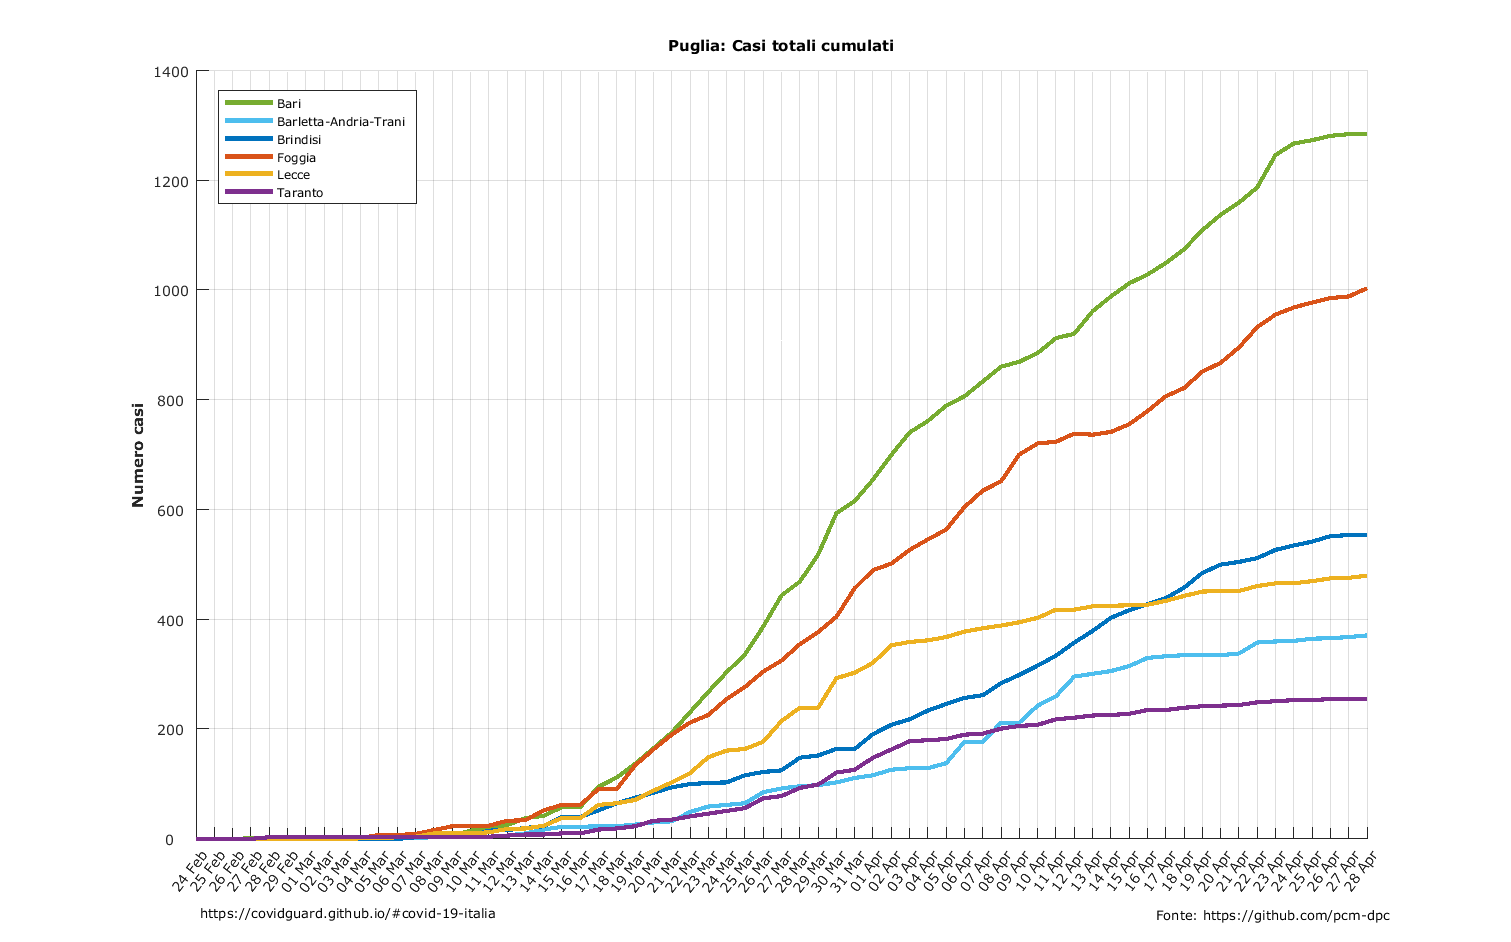 Puglia: Casi totali cumulati
1400
1200
1000
800
600
400
200
0
Numero casi
Bari
Barletta-Andria-Trani
Brindisi
Foggia
Lecce
Taranto
24 Feb
25 Feb
26 Feb
27 Feb
28 Feb
29 Feb
01 Mar
02 Mar
03 Mar
04 Mar
05 Mar
06 Mar
07 Mar
08 Mar
09 Mar
10 Mar
11 Mar
12 Mar
13 Mar
14 Mar
15 Mar
16 Mar
17 Mar
18 Mar
19 Mar
20 Mar
21 Mar
22 Mar
23 Mar
24 Mar
25 Mar
26 Mar
27 Mar
28 Mar
29 Mar
30 Mar
31 Mar
01 Apr
02 Apr
03 Apr
04 Apr
05 Apr
06 Apr
07 Apr
08 Apr
09 Apr
10 Apr
11 Apr
12 Apr
13 Apr
14 Apr
15 Apr
16 Apr
17 Apr
18 Apr
19 Apr
20 Apr
21 Apr
22 Apr
23 Apr
24 Apr
25 Apr
26 Apr
27 Apr
28 Apr
https://covidguard.github.io/#covid-19-italia
Fonte: https://github.com/pcm-dpc